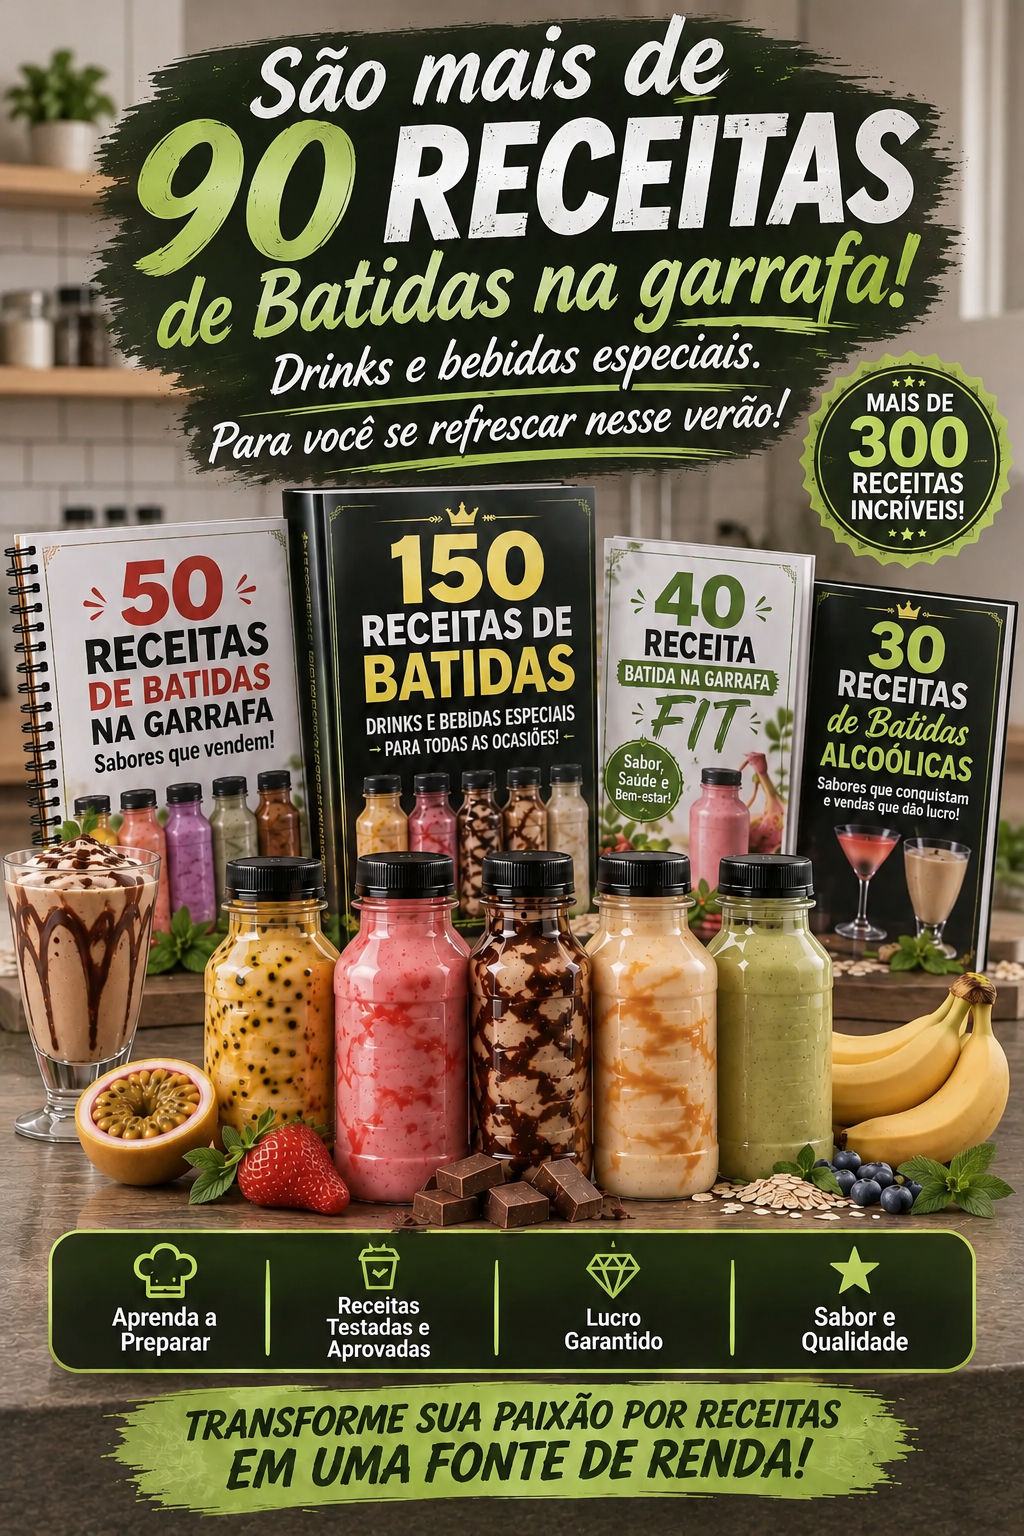 São mais de
90 RECEITAS
de Batidas na garrafa!
Drinks e bebidas especiais.
Para você se refrescar nesse verão!
MAIS DE
300
RECEITAS
INCRÍVEIS!
50
RECEITAS
DE BATIDAS
NA GARRAFA
Sabores que vendem!
150
RECEITAS DE
BATIDAS
DRINKS E BEBIDAS ESPECIAIS
PARA TODAS AS OCASIÕES!
40
RECEITA
BATIDA NA GARRAFA
FIT
Sabor,
Saúde e
Bem-estar!
30
RECEITAS
de Batidas
ALCOÓLICAS
Sabores que conquistam
e vendas que dão lucro!
Aprenda a
Preparar
Receitas
Testadas e
Aprovadas
Lucro
Garantido
Sabor e
Qualidade
TRANSFORME SUA PAIXÃO POR RECEITAS
EM UMA FONTE DE RENDA!